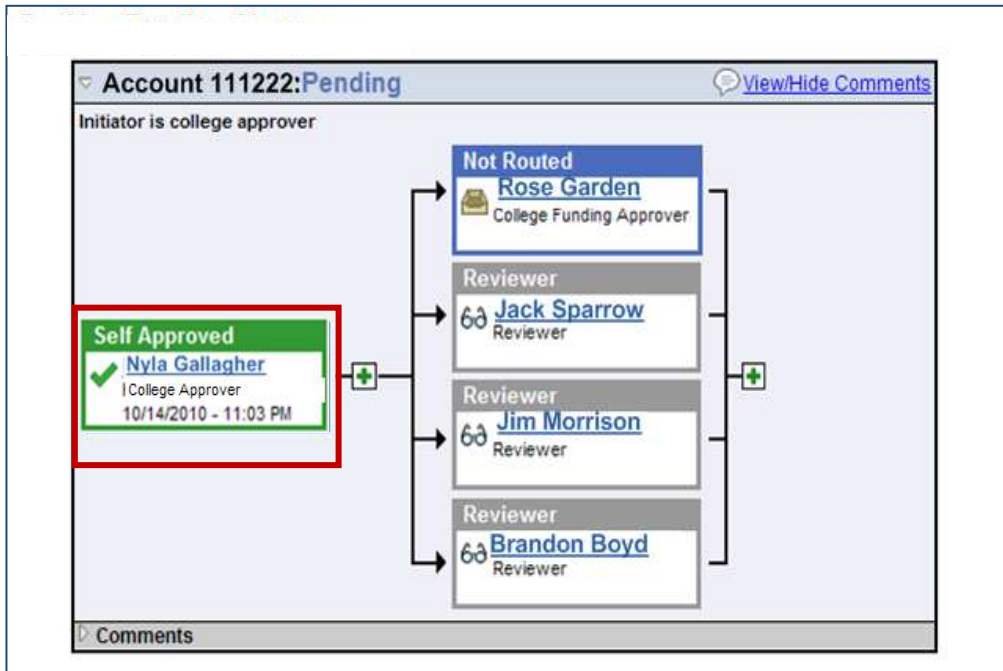 Account 111222:Pending
View/Hide Comments
Initiator is college approver
Self Approved
Nyla Gallagher
College Approver
10/14/2010 - 11:03 PM
Not Routed
Rose Garden
College Funding Approver
Reviewer
Jack Sparrow
Reviewer
Reviewer
Jim Morrison
Reviewer
Reviewer
Brandon Boyd
Reviewer
Comments